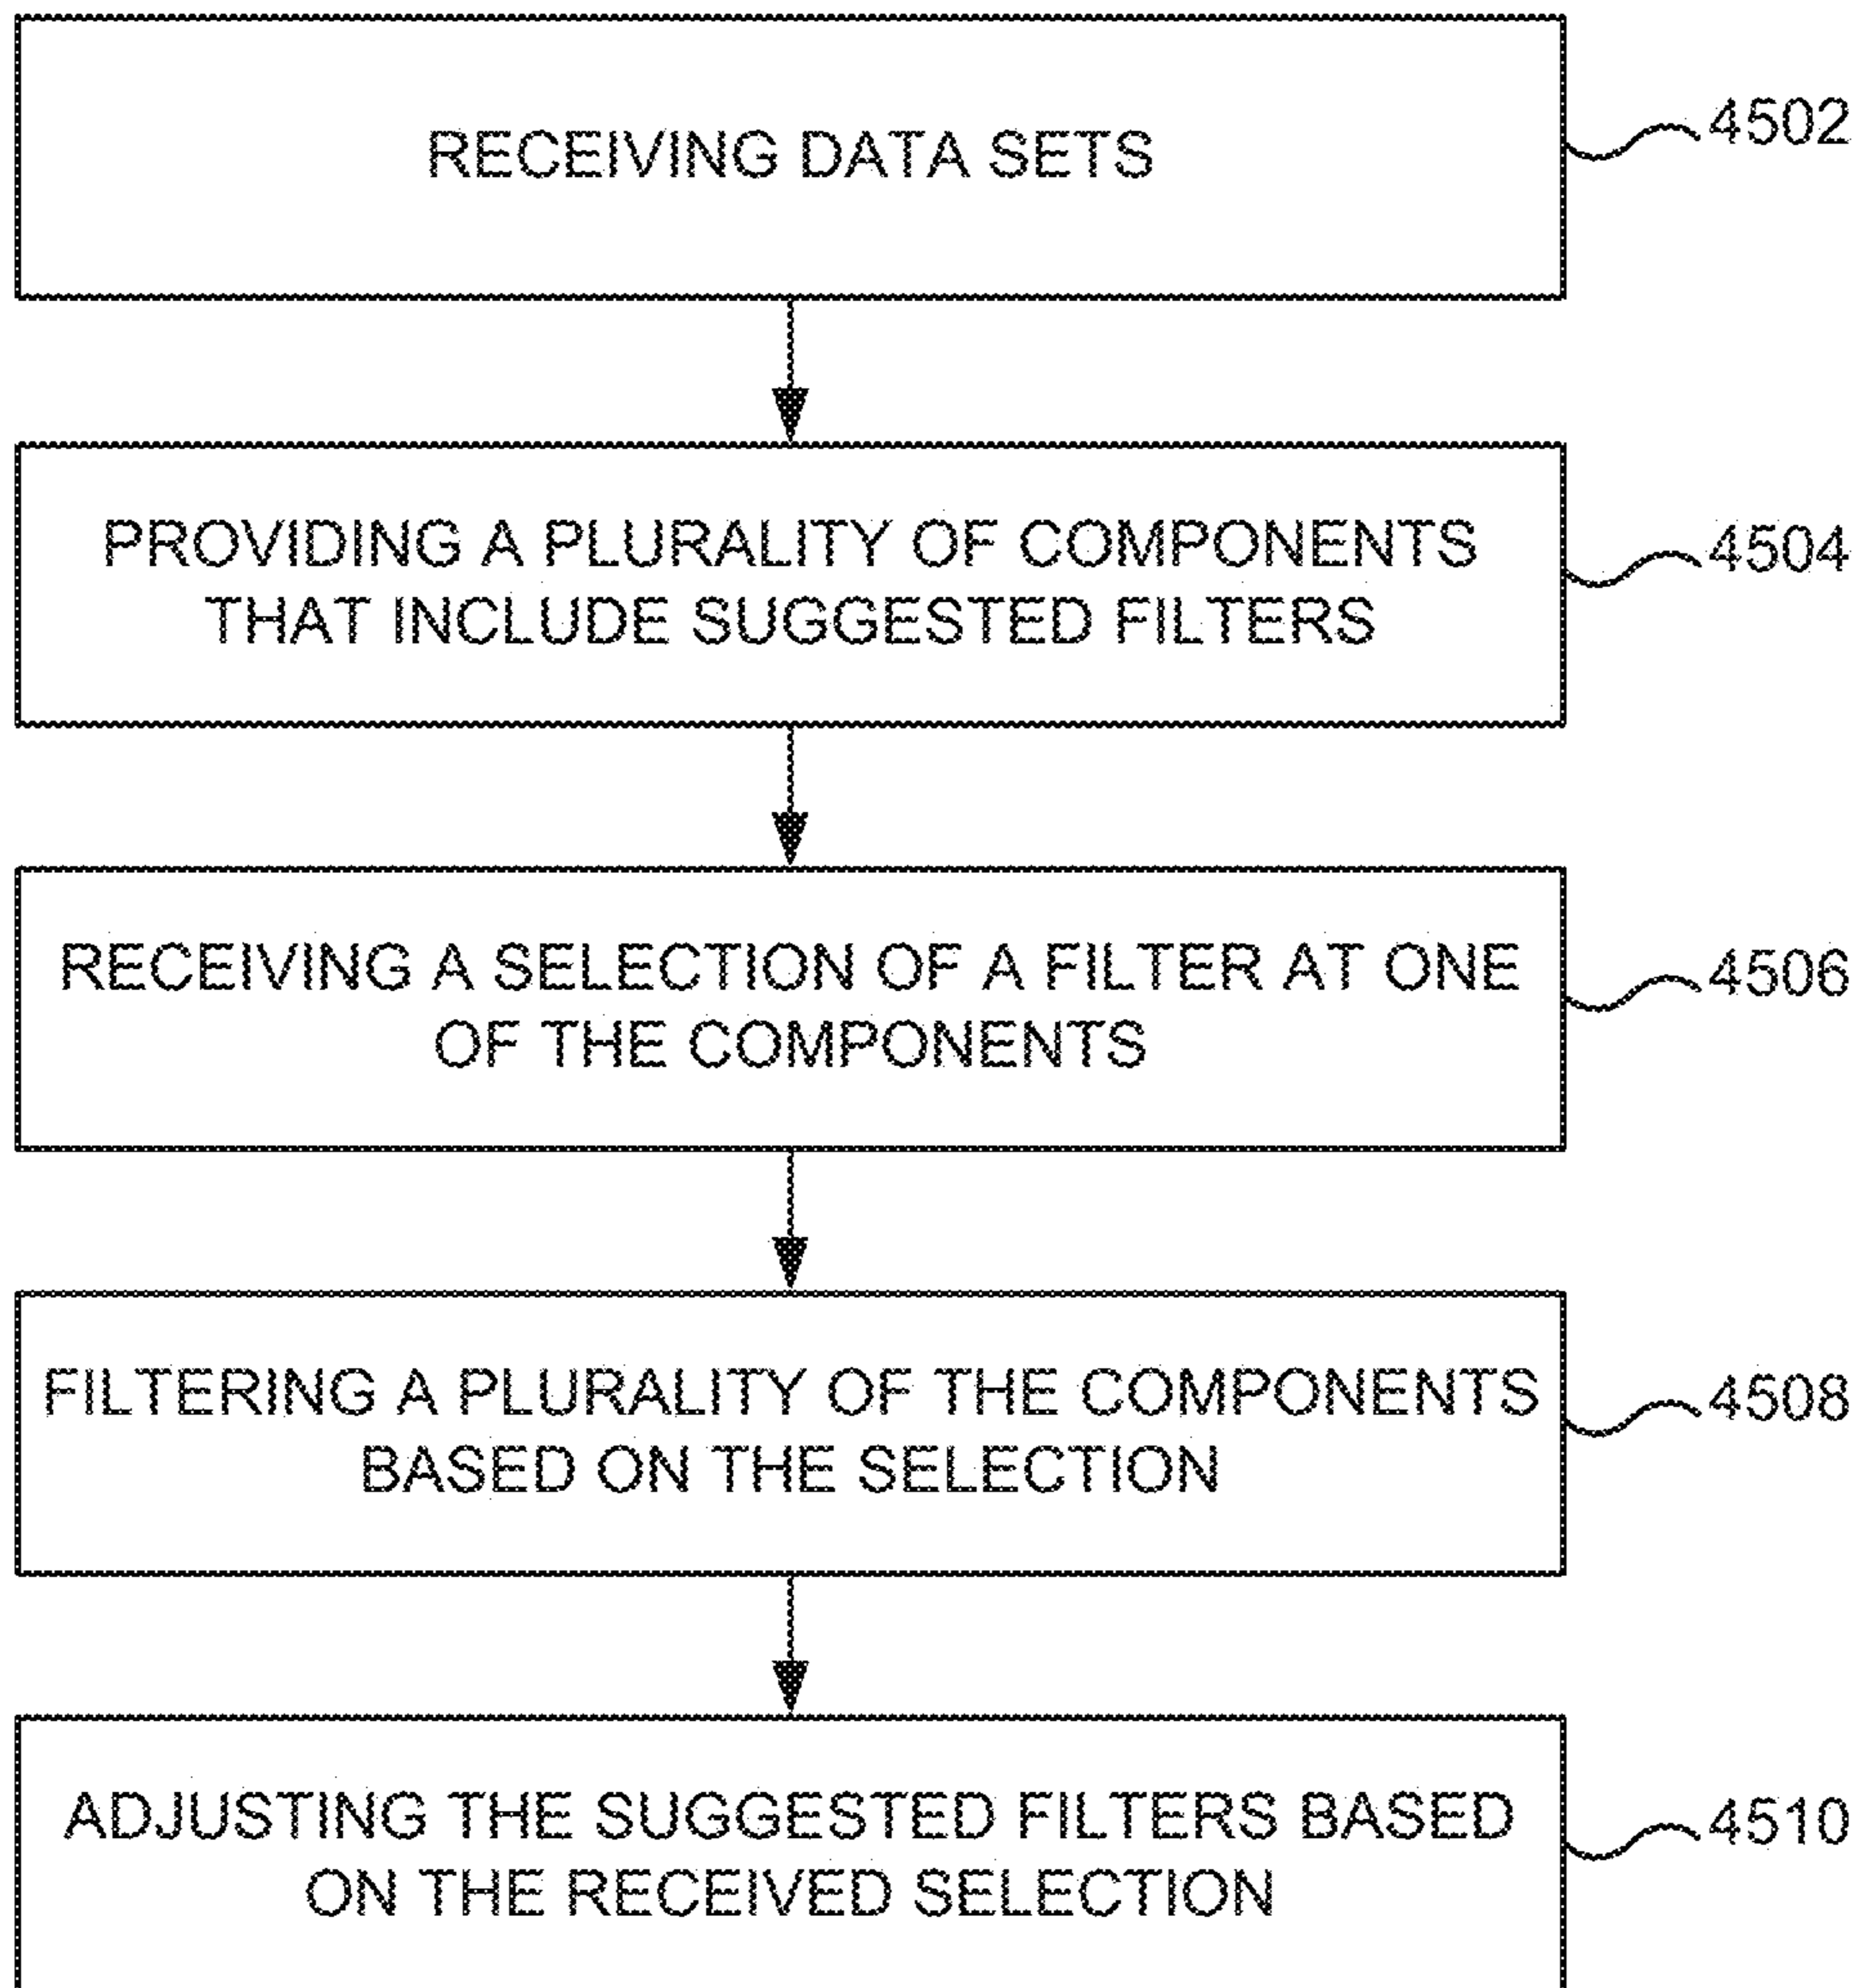 RECEIVING DATA SETS
4502
PROVIDING A PLURALITY OF COMPONENTS
THAT INCLUDE SUGGESTED FILTERS
4504
RECEIVING A SELECTION OF A FILTER AT ONE
OF THE COMPONENTS
4506
FILTERING A PLURALITY OF THE COMPONENTS
BASED ON THE SELECTION
4508
ADJUSTING THE SUGGESTED FILTERS BASED
ON THE RECEIVED SELECTION
4510